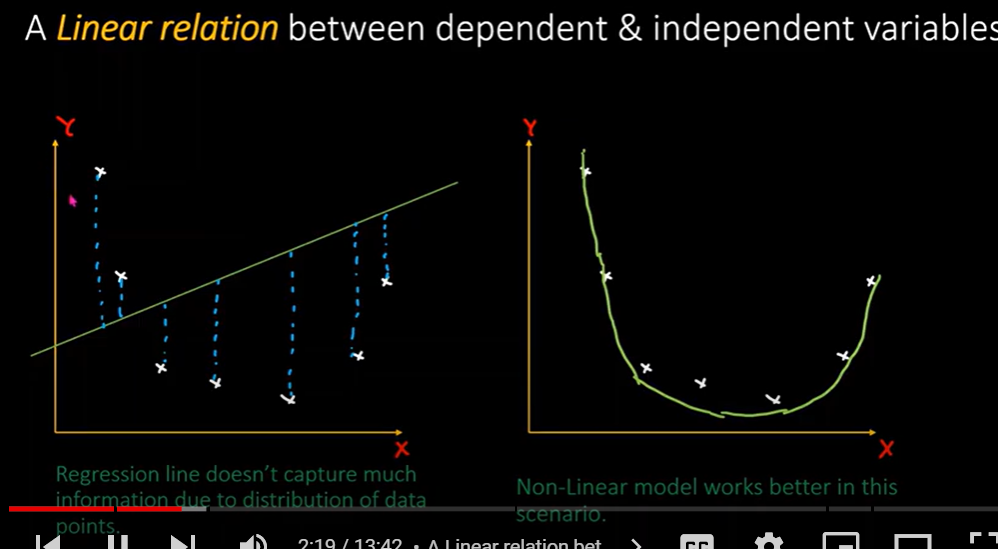 A Linear relation between dependent & independent variables
Y
X
Regression line doesn't capture much
information due to distribution of data
points.
Y
X
Non-Linear model works better in this
scenario.
2:19 / 13:42 • A Linear relation bet
CC